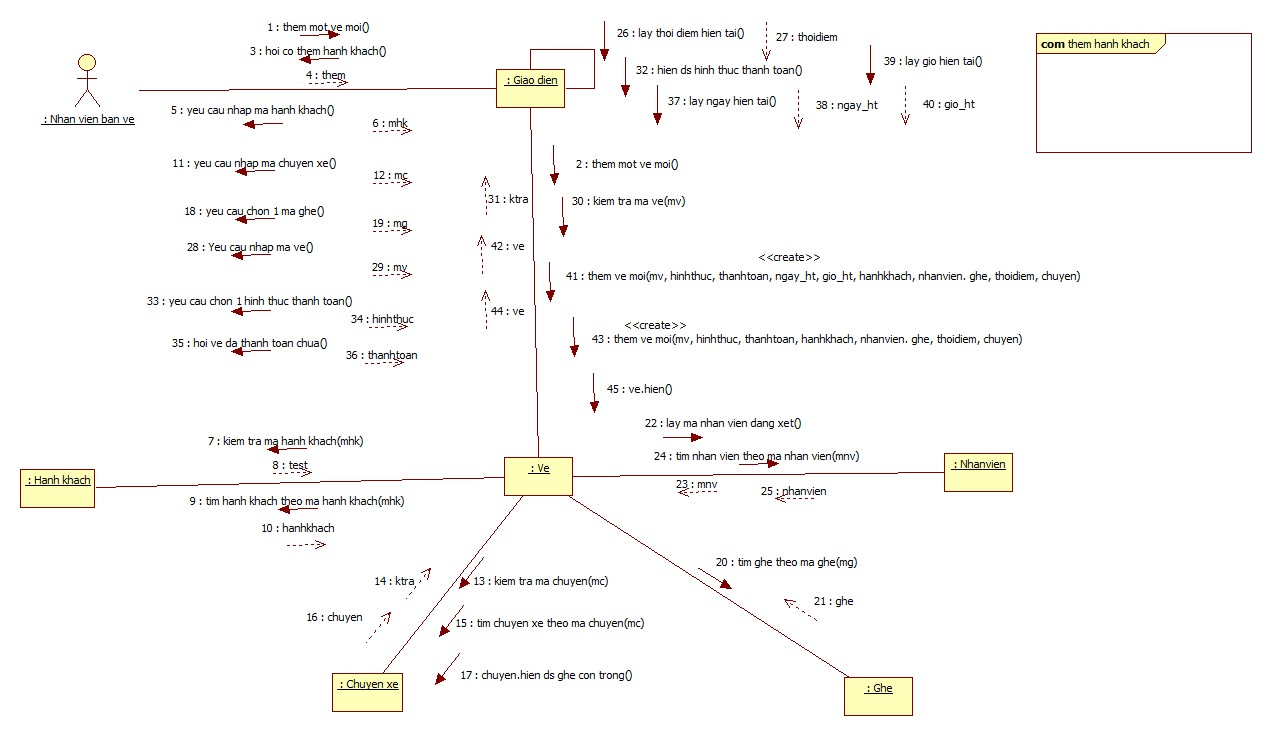 1 : them mot ve moi()
3 : hoi co them hanh khach()
4 : them
: Nhan vien ban ve
: Giao dien
26 : lay thoi diem hien tai()
27 : thoidiem
32 : hien ds hinh thuc thanh toan()
39 : lay gio hien tai()
37 : lay ngay hien tai()
38 : ngay_ht
40 : gio_ht
com them hanh khach
5 : yeu cau nhap ma hanh khach()
6 : mhk
11 : yeu cau nhap ma chuyen xe()
12 : mc
2 : them mot ve moi()
31 : ktra
30 : kiem tra ma ve(mv)
18 : yeu cau chon 1 ma ghe()
19 : mg
28 : Yeu cau nhap ma ve()
42 : ve
29 : mv
<<create>>
41 : them ve moi(mv, hinhthuc, thanhtoan, ngay_ht, gio_ht, hanhkhach, nhanvien. ghe, thoidiem, chuyen)
33 : yeu cau chon 1 hinh thuc thanh toan()
44 : ve
34 : hinhthuc
<<create>>
43 : them ve moi(mv, hinhthuc, thanhtoan, hanhkhach, nhanvien. ghe, thoidiem, chuyen)
35 : hoi ve da thanh toan chua()
36 : thanhtoan
45 : ve.hien()
22 : lay ma nhan vien dang xet()
7 : kiem tra ma hanh khach(mhk)
24 : tim nhan vien theo ma nhan vien(mnv)
8 : test
: Ve
: Nhanvien
: Hanh khach
23 : mnv
25 : nhanvien
9 : tim hanh khach theo ma hanh khach(mhk)
10 : hanhkhach
20 : tim ghe theo ma ghe(mg)
14 : ktra
13 : kiem tra ma chuyen(mc)
21 : ghe
16 : chuyen
15 : tim chuyen xe theo ma chuyen(mc)
17 : chuyen.hien ds ghe con trong()
: Chuyen xe
: Ghe